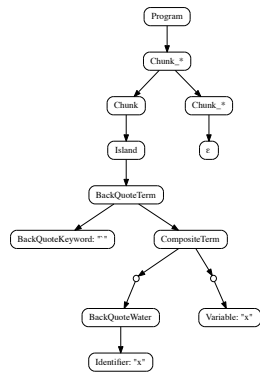 Program
Chunk_*
Chunk Chunk_*
Island ε
BackQuoteTerm
BackQuoteKeyword: "`" CompositeTerm
BackQuoteWater Variable: "x"
Identifier: "x"